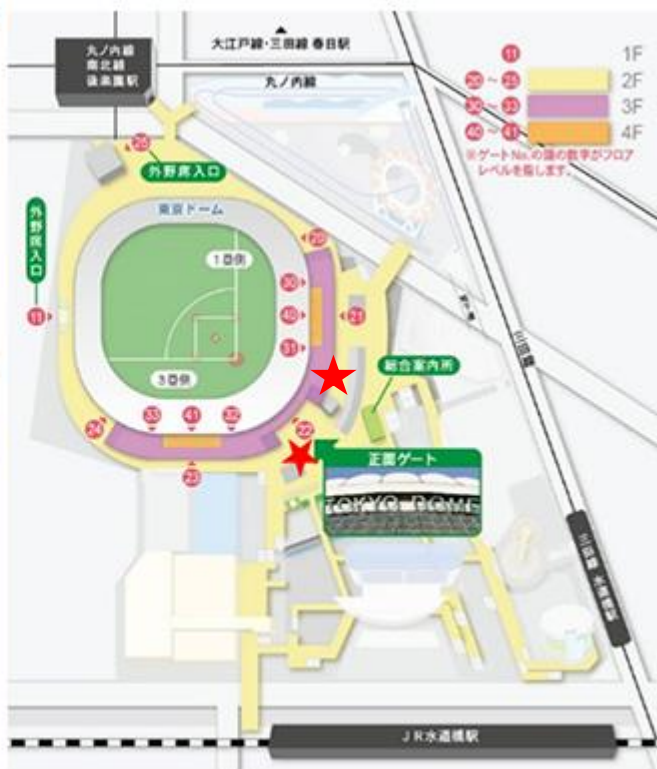 丸ノ内線
南北線
後楽園駅
大江戸線・三田線 春日駅
丸ノ内線
11 1F
20～25 2F
30～33 3F
40～41 4F
※ゲートNo.の頭の数字がフロア
レベルを指します。
25
外野席入口
外野席入口
東京ドーム
1塁側
20
30
11
40
21
31
3塁側
総合案内所
三田線
33
41
32
24
22
23
正面ゲート
TOKYO DOME
三田線 水道橋駅
JR水道橋駅